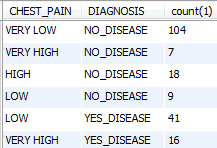 CHEST_PAIN DIAGNOSIS count(1)
VERY LOW NO_DISEASE 104
VERY HIGH NO_DISEASE 7
HIGH NO_DISEASE 18
LOW NO_DISEASE 9
LOW YES_DISEASE 41
VERY HIGH YES_DISEASE 16